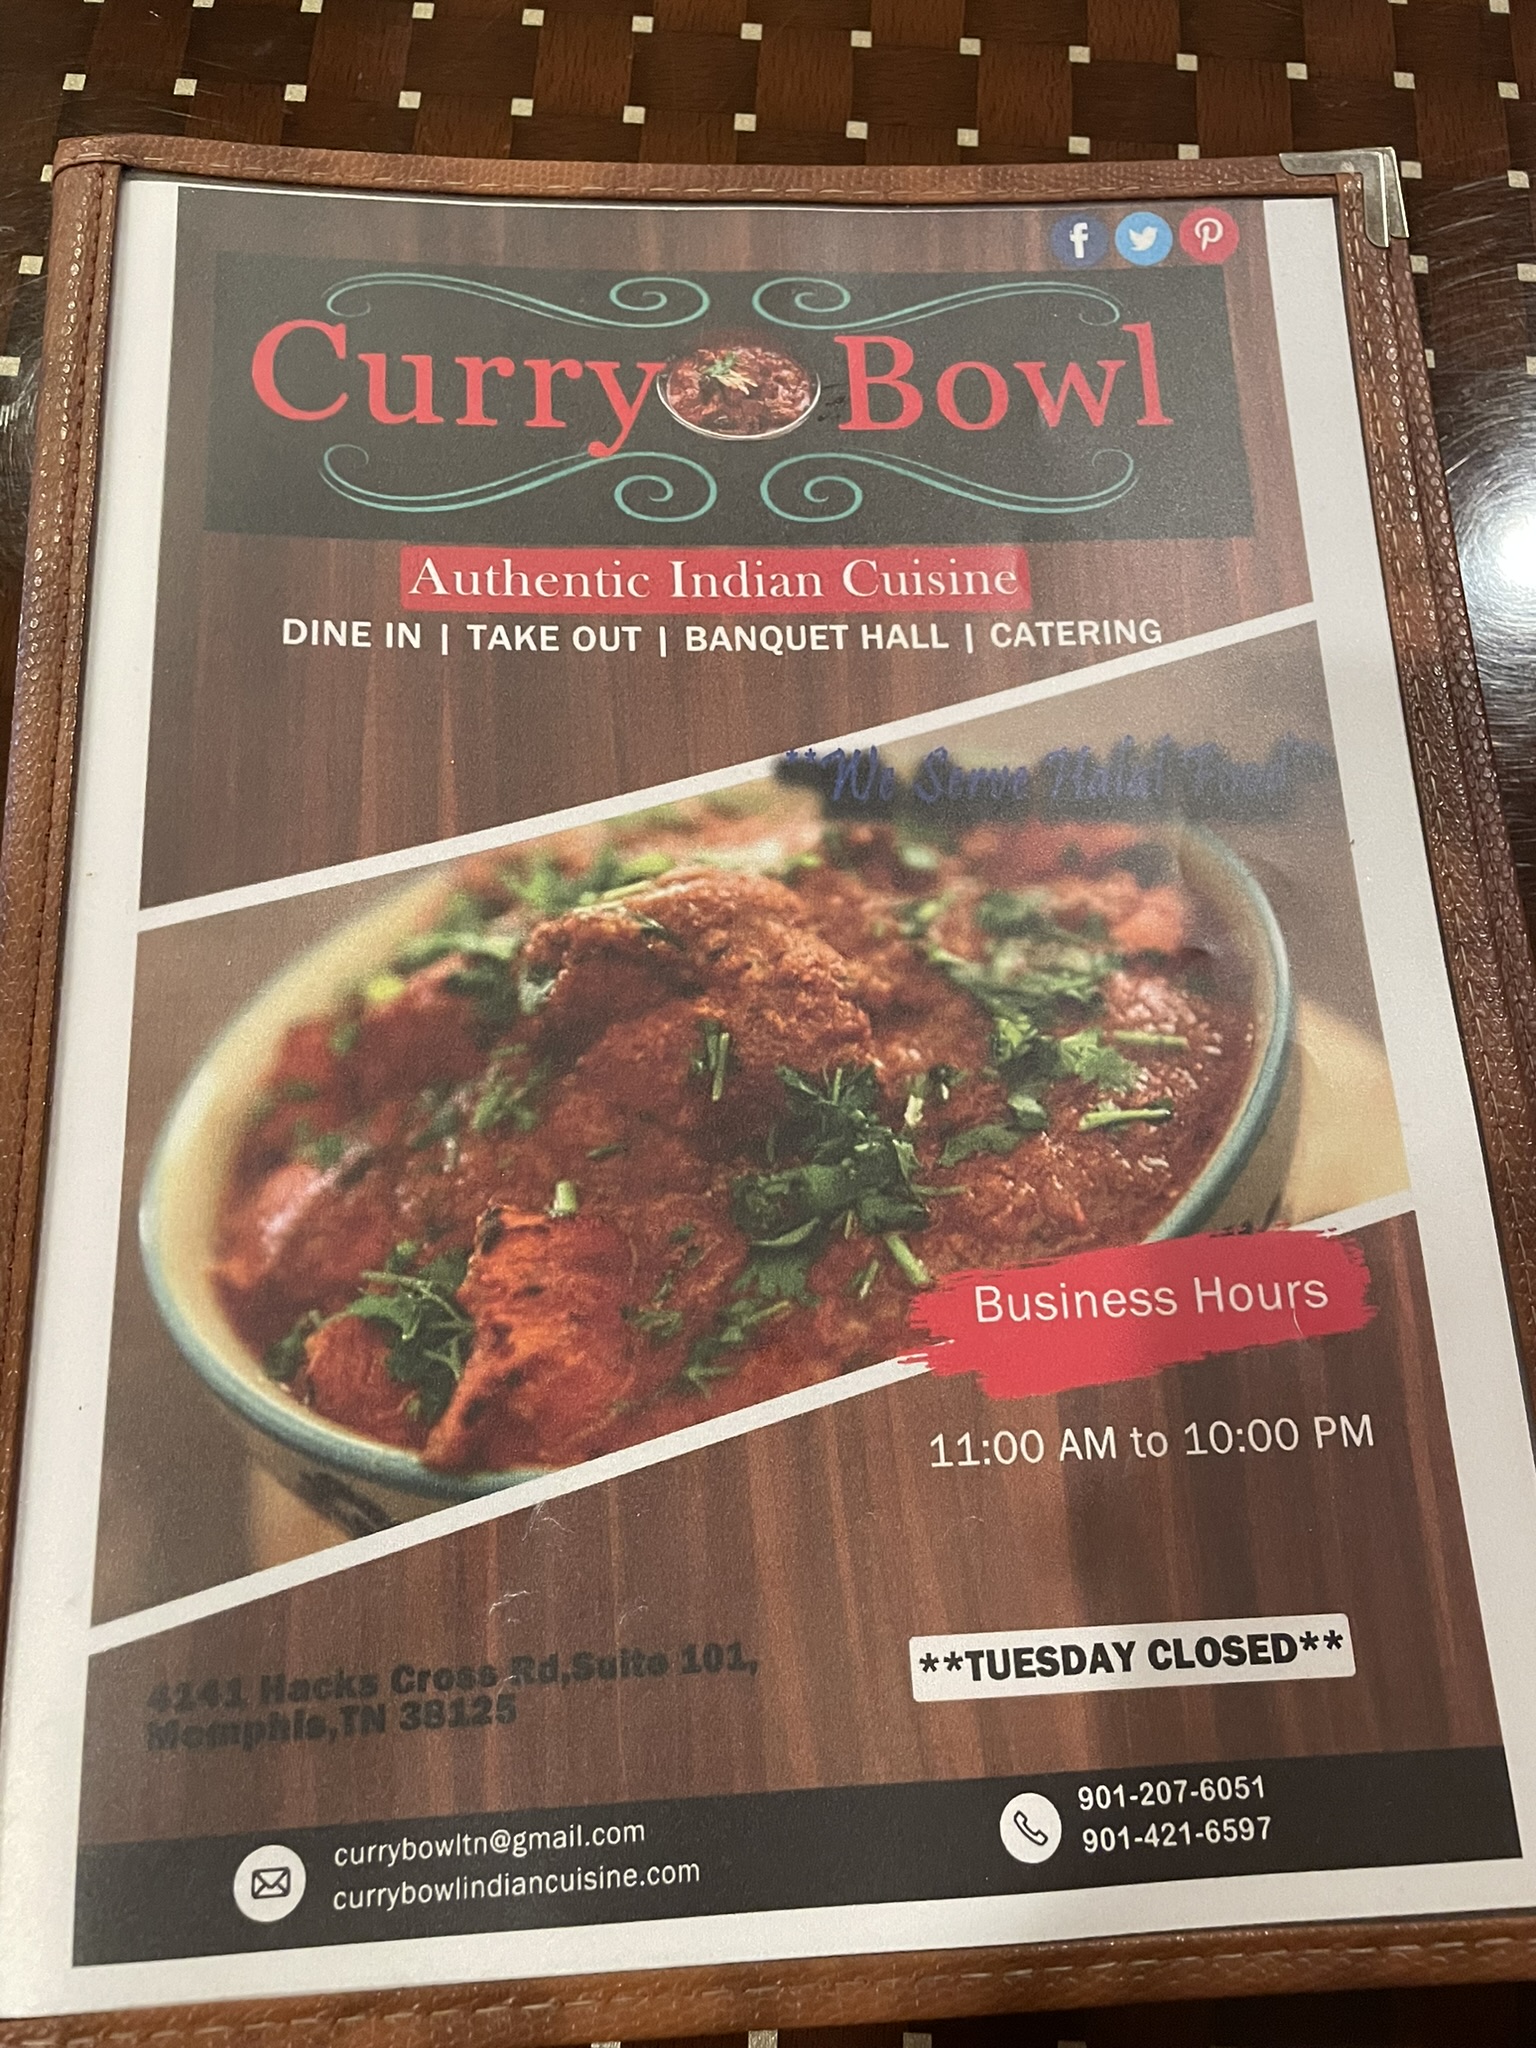 Curry Bowl
Authentic Indian Cuisine
DINE IN | TAKE OUT | BANQUET HALL | CATERING
**We Serve Halal Food**
Business Hours
11:00 AM to 10:00 PM
**TUESDAY CLOSED**
4141 Hacks Cross Rd,Suite 101,
Memphis,TN 38125
currybowltn@gmail.com
currybowlindiancuisine.com
901-207-6051
901-421-6597